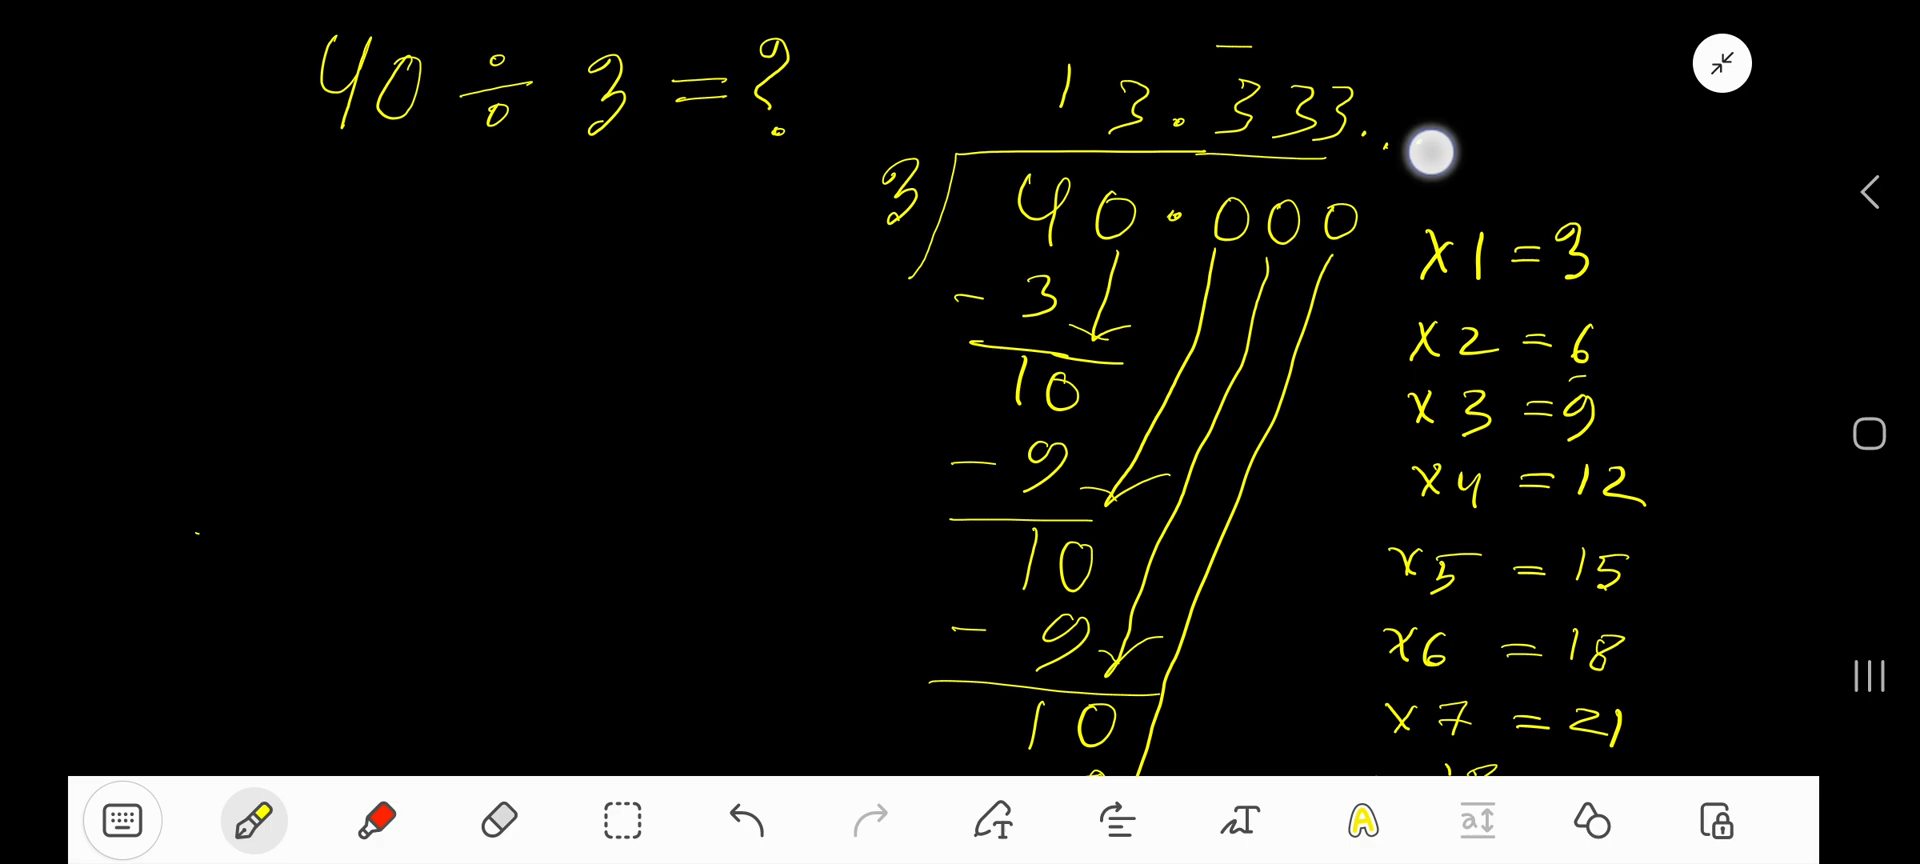 40 ÷ 3 = ?
13.333..
3 40.000
- 3
10
- 9
10
- 9
10
x1 = 3
x2 = 6
x3 = 9
x4 = 12
x5 = 15
x6 = 18
x7 = 21